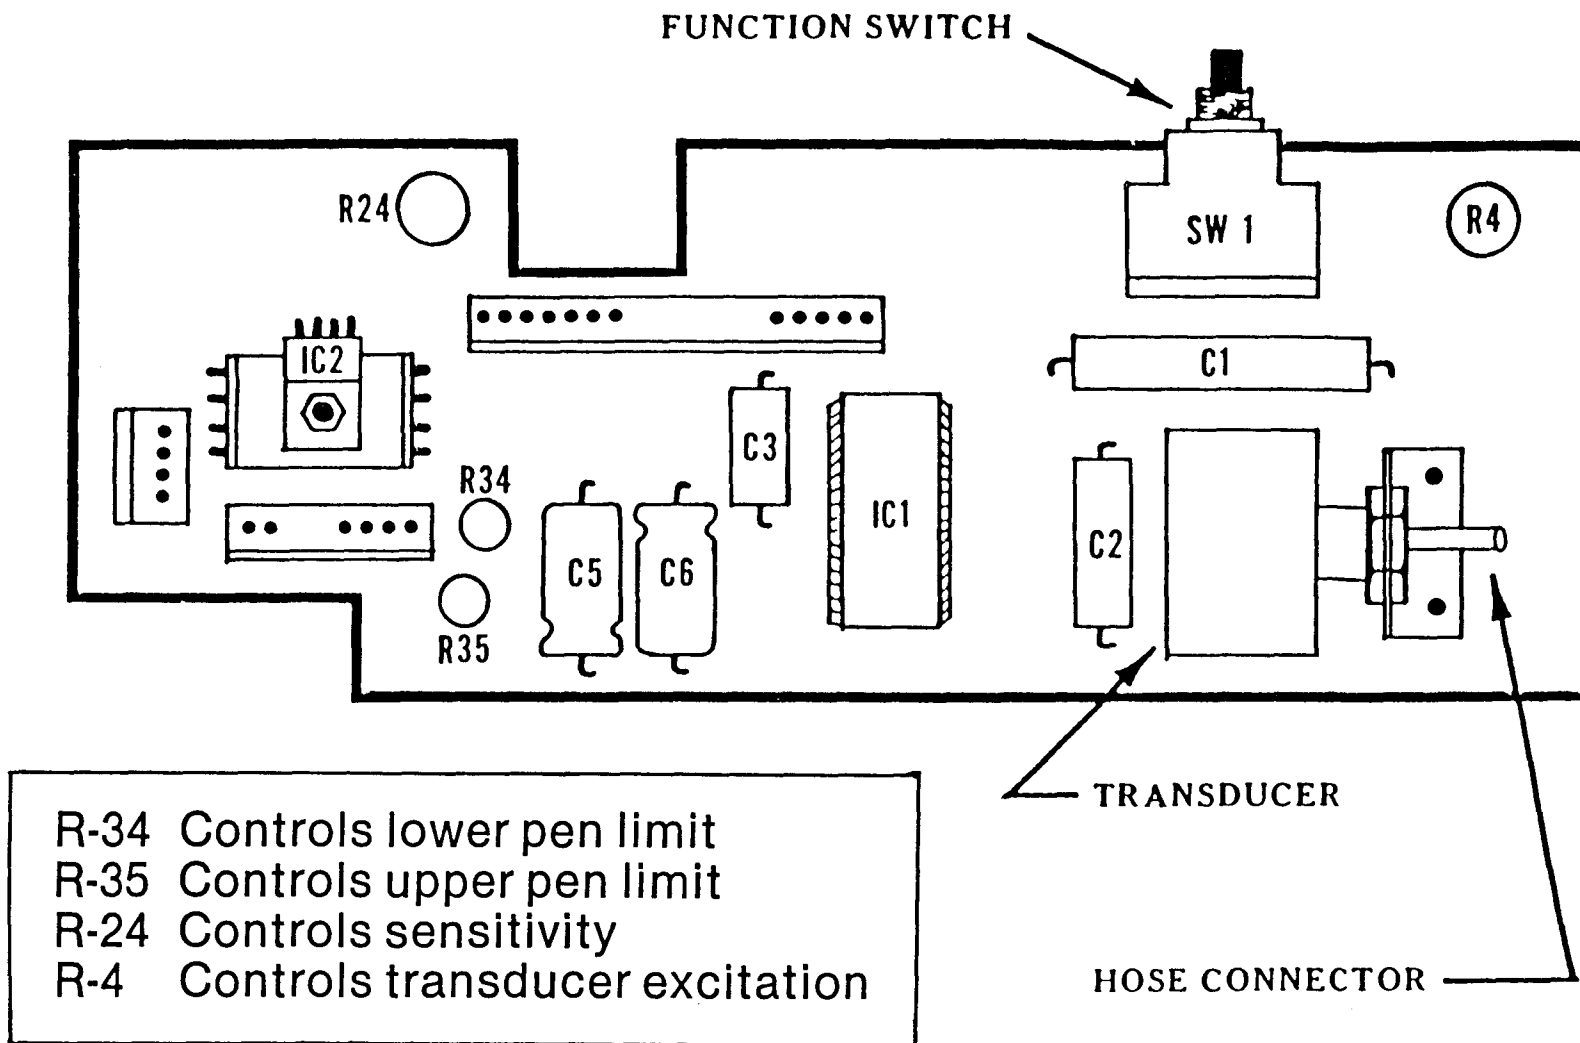 FUNCTION SWITCH
R24
SW 1
R4
IC2
C1
C3
R34
IC1
C2
C5
C6
R35
TRANSDUCER
R-34 Controls lower pen limit
R-35 Controls upper pen limit
R-24 Controls sensitivity
R-4 Controls transducer excitation
HOSE CONNECTOR